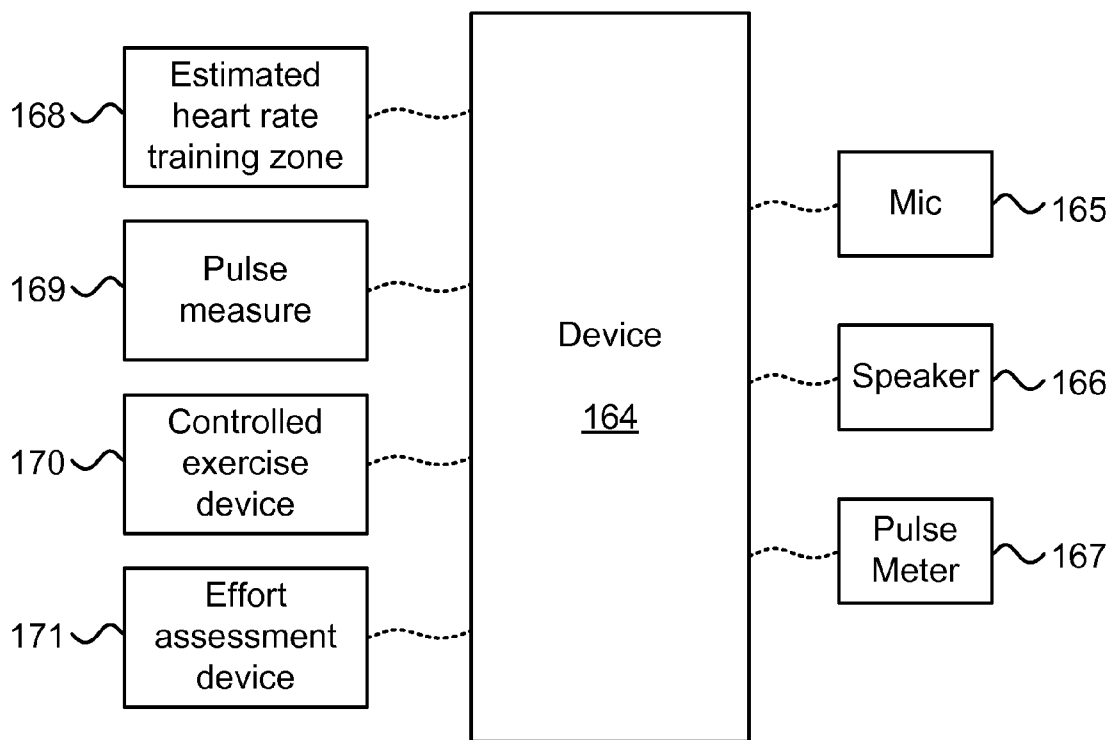 168
Estimated
heart rate
training zone
169
Pulse
measure
170
Controlled
exercise
device
171
Effort
assessment
device
Device
164
Mic
165
Speaker
166
Pulse
Meter
167